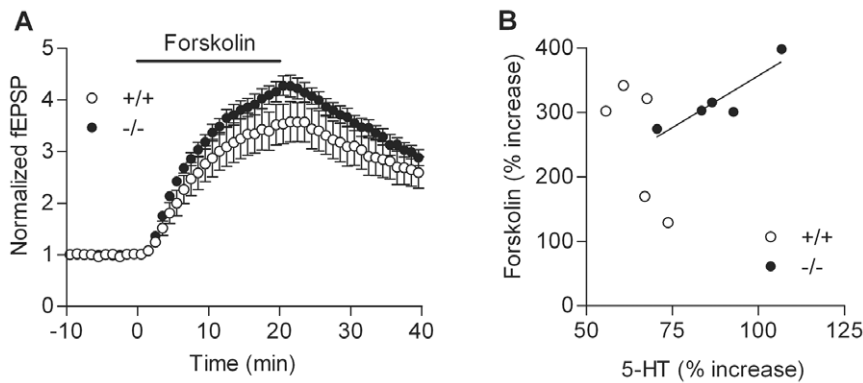 A
Forskolin
+/+
-/-
Normalized fEPSP
5
4
3
2
1
0
-10 0 10 20 30 40
Time (min)
B
Forskolin (% increase)
400
300
200
100
0
+/+
-/-
50 75 100 125
5-HT (% increase)